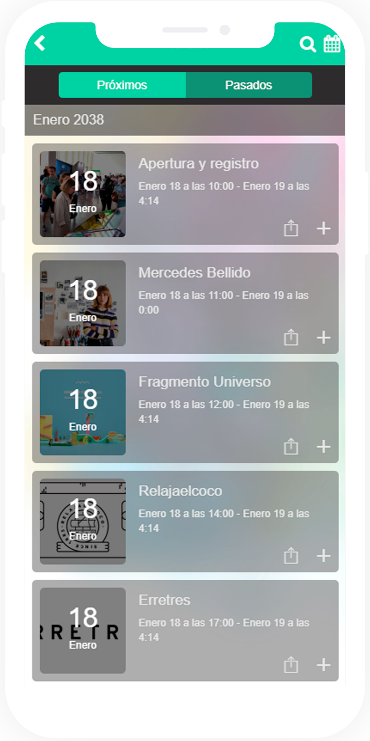 Próximos
Pasados
Enero 2038
18
Enero
Apertura y registro
Enero 18 a las 10:00 - Enero 19 a las
4:14
18
Enero
Mercedes Bellido
Enero 18 a las 11:00 - Enero 19 a las
0:00
18
Enero
Fragmento Universo
Enero 18 a las 12:00 - Enero 19 a las
4:14
18
Enero
Relajaelcoco
Enero 18 a las 14:00 - Enero 19 a las
4:14
18
Enero
RRETR
Erretres
Enero 18 a las 17:00 - Enero 19 a las
4:14